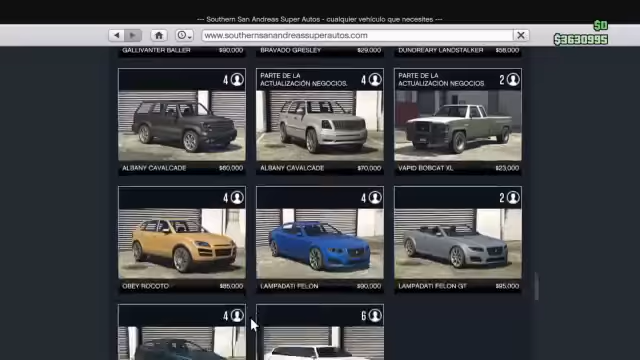 --- Southern San Andreas Super Autos - cualquier vehículo que necesites ---
www.southernsanandreassuperautos.com
$0
$3630995
GALLIVANTER BALLER $90,000
BRAVADO GRESLEY $29,000
DUNDREARY LANDSTALKER $58,000
4
PARTE DE LA
ACTUALIZACIÓN NEGOCIOS.
4
PARTE DE LA
ACTUALIZACIÓN NEGOCIOS
2
ALBANY CAVALCADE $60,000
ALBANY CAVALCADE $70,000
VAPID BOBCAT XL $23,000
4
4
2
OBEY ROCOTO $85,000
LAMPADATI FELON $90,000
LAMPADATI FELON GT $95,000
4
6